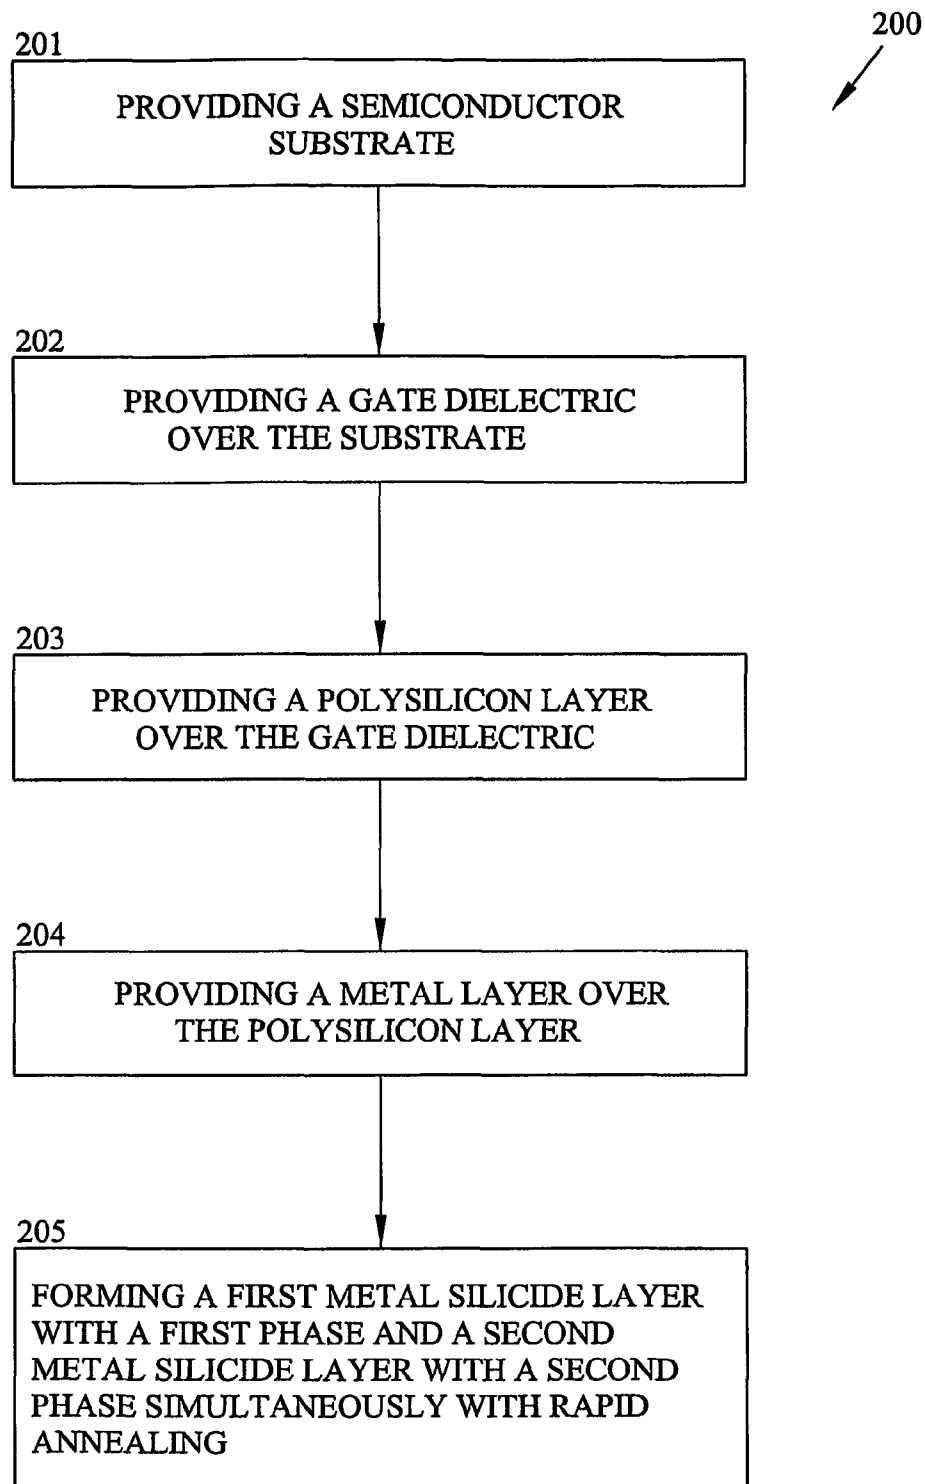 200
201
PROVIDING A SEMICONDUCTOR
SUBSTRATE
202
PROVIDING A GATE DIELECTRIC
OVER THE SUBSTRATE
203
PROVIDING A POLYSILICON LAYER
OVER THE GATE DIELECTRIC
204
PROVIDING A METAL LAYER OVER
THE POLYSILICON LAYER
205
FORMING A FIRST METAL SILICIDE LAYER
WITH A FIRST PHASE AND A SECOND
METAL SILICIDE LAYER WITH A SECOND
PHASE SIMULTANEOUSLY WITH RAPID
ANNEALING